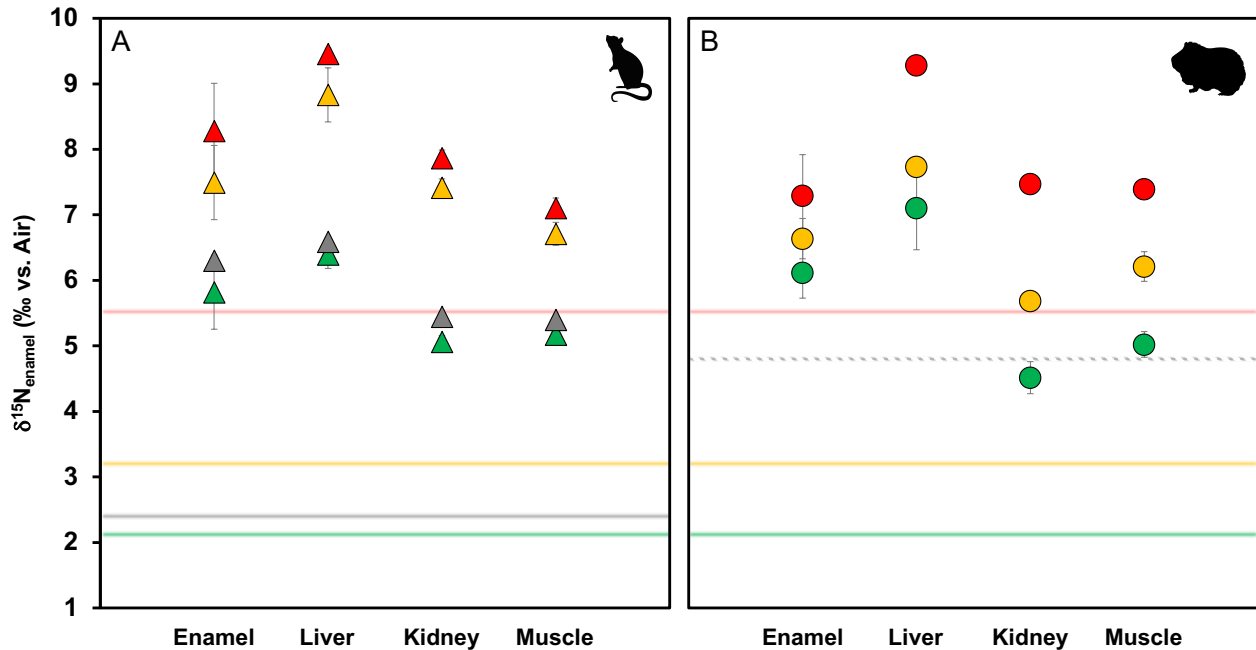 A
B
δ¹⁵N_enamel (‰ vs. Air)
10
9
8
7
6
5
4
3
2
1
Enamel Liver Kidney Muscle
Enamel Liver Kidney Muscle